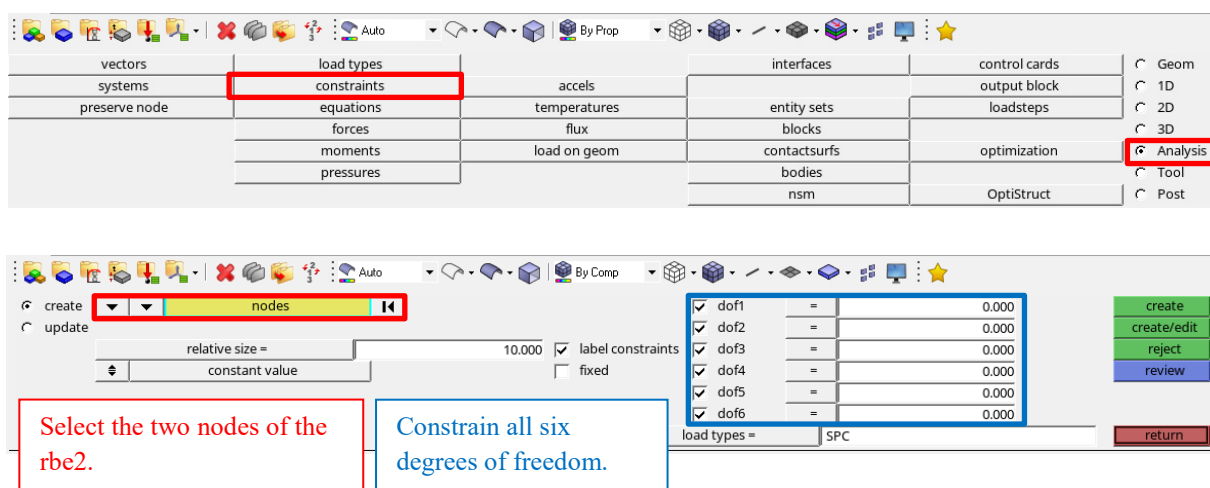 Auto By Prop
vectors load types interfaces control cards Geom
systems constraints accels output block 1D
preserve node equations temperatures entity sets loadsteps 2D
forces flux blocks 3D
moments load on geom contactsurfs optimization Analysis
pressures bodies Tool
nsm OptiStruct Post
Auto By Comp
create nodes dof1 = 0.000 create
update dof2 = 0.000 create/edit
relative size = 10.000 label constraints dof3 = 0.000 reject
constant value fixed dof4 = 0.000 review
dof5 = 0.000
dof6 = 0.000
load types = SPC return
Select the two nodes of the
rbe2.
Constrain all six
degrees of freedom.